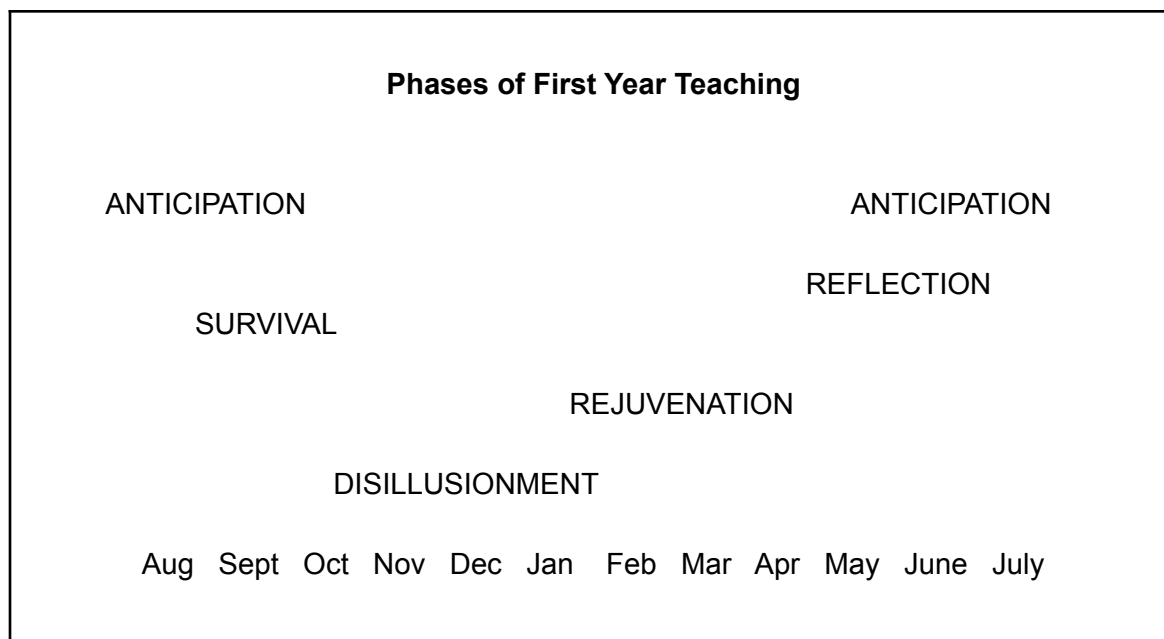 Phases of First Year Teaching
ANTICIPATION ANTICIPATION
REFLECTION
SURVIVAL
REJUVENATION
DISILLUSIONMENT
Aug Sept Oct Nov Dec Jan Feb Mar Apr May June July